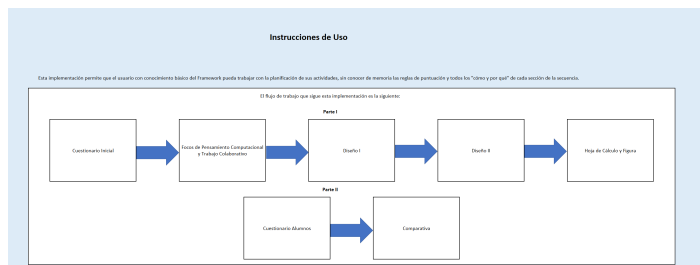 Instrucciones de Uso
Esta implementación permite que el usuario con conocimiento básico del Framework pueda trabajar con la planificación de sus actividades, sin conocer de memoria las reglas de puntuación y todos los "cómo y por qué" de cada sección de la secuencia.
El flujo de trabajo que sigue esta implementación es la siguiente:
Parte I
Cuestionario Inicial
Focos de Pensamiento Computacional
y Trabajo Colaborativo
Diseño I
Diseño II
Hoja de Cálculo y Figura
Parte II
Cuestionario Alumnos
Comparativa